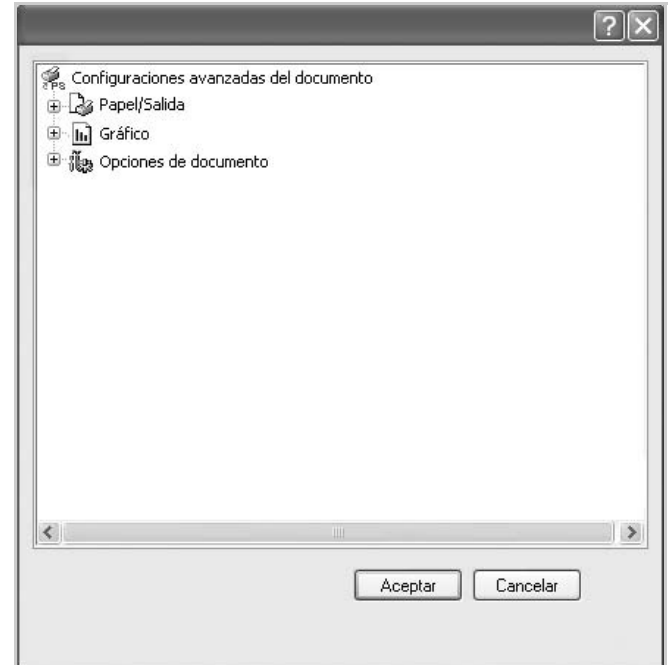 Configuraciones avanzadas del documento
Papel/Salida
Gráfico
Opciones de documento
Aceptar Cancelar